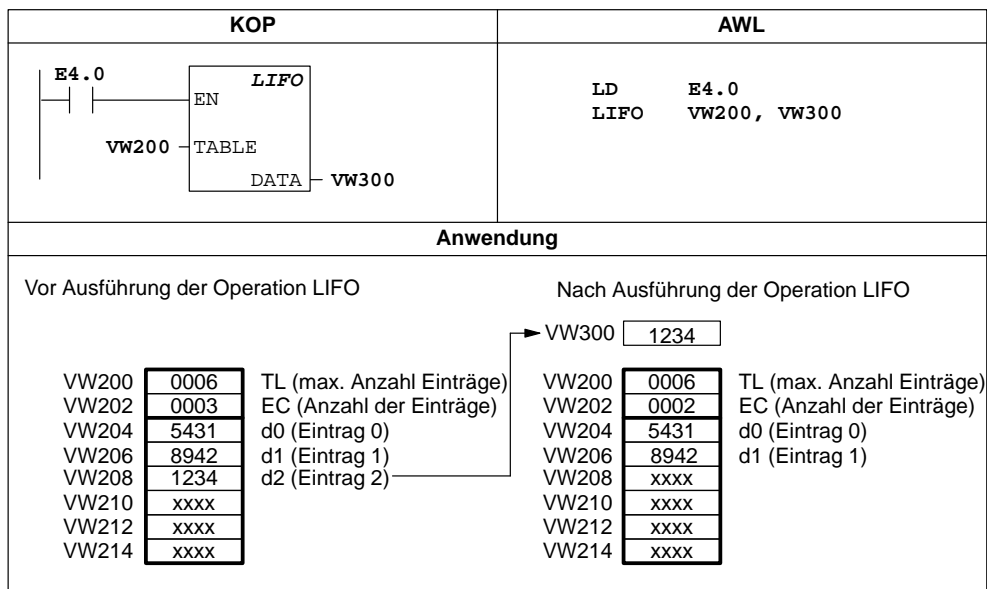 KOP AWL
E4.0
LIFO
EN
VW200 TABLE
DATA VW300
LD E4.0
LIFO VW200, VW300
Anwendung
Vor Ausführung der Operation LIFO
VW200 0006 TL (max. Anzahl Einträge)
VW202 0003 EC (Anzahl der Einträge)
VW204 5431 d0 (Eintrag 0)
VW206 8942 d1 (Eintrag 1)
VW208 1234 d2 (Eintrag 2)
VW210 xxxx
VW212 xxxx
VW214 xxxx
Nach Ausführung der Operation LIFO
VW300 1234
VW200 0006 TL (max. Anzahl Einträge)
VW202 0002 EC (Anzahl der Einträge)
VW204 5431 d0 (Eintrag 0)
VW206 8942 d1 (Eintrag 1)
VW208 xxxx
VW210 xxxx
VW212 xxxx
VW214 xxxx